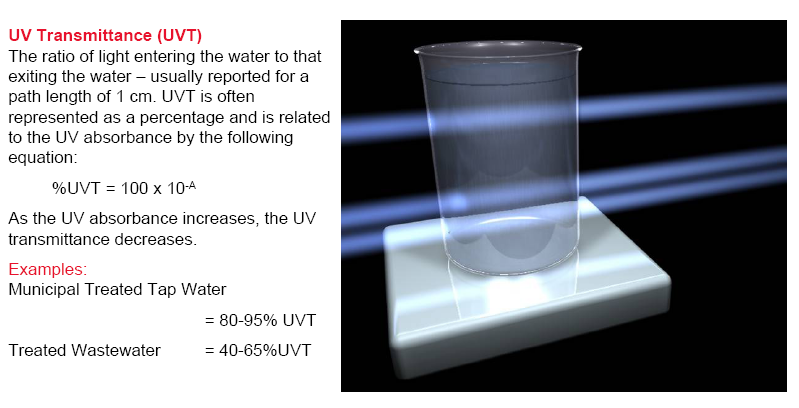 UV Transmittance (UVT)
The ratio of light entering the water to that
exiting the water – usually reported for a
path length of 1 cm. UVT is often
represented as a percentage and is related
to the UV absorbance by the following
equation:
%UVT = 100 x 10⁻ᴬ
As the UV absorbance increases, the UV
transmittance decreases.
Examples:
Municipal Treated Tap Water
= 80-95% UVT
Treated Wastewater = 40-65%UVT